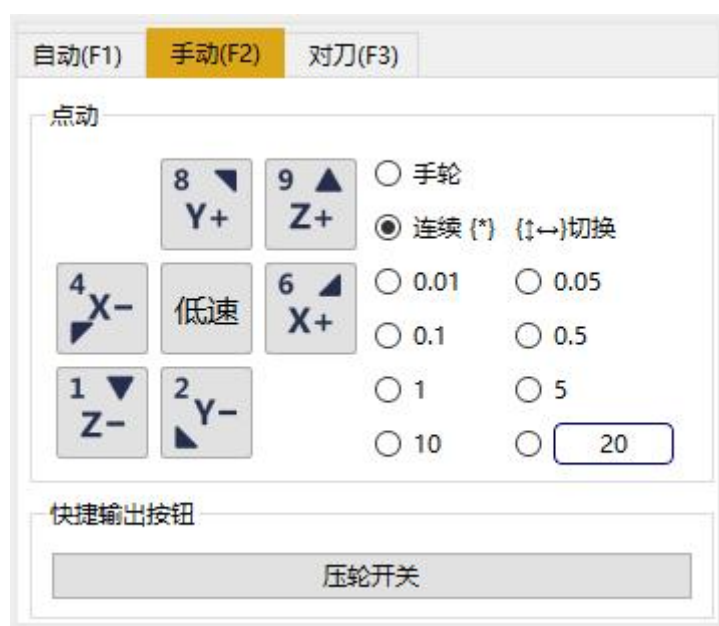 自动(F1) 手动(F2) 对刀(F3)
点动
8 Y+ 9 Z+ 手轮
连续 {*} {↕↔}切换
4 X- 低速 6 X+ 0.01 0.05
0.1 0.5
1 Z- 2 Y- 1 5
10 20
快捷输出按钮
压轮开关